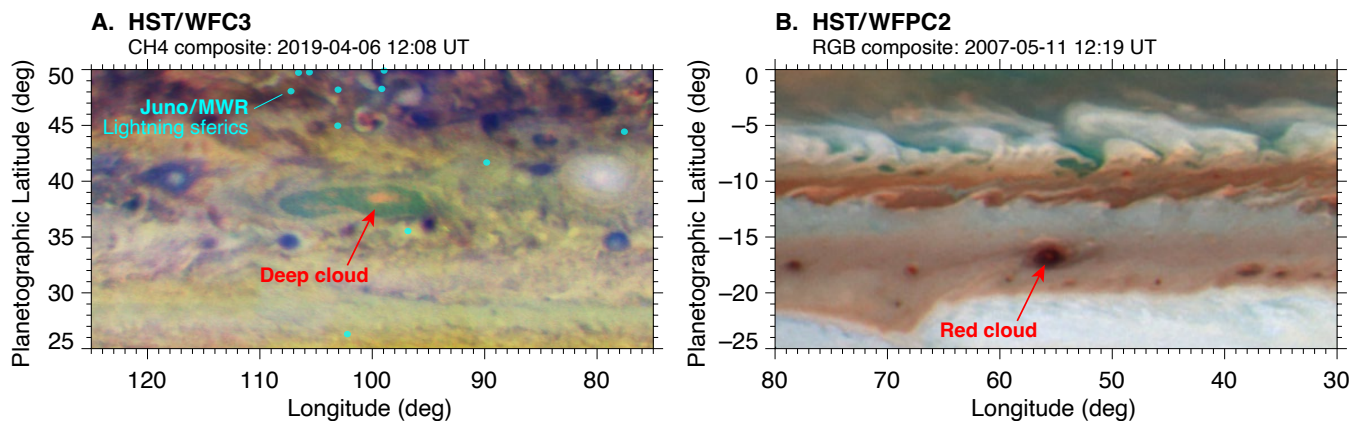 A. HST/WFC3
CH4 composite: 2019-04-06 12:08 UT
Planetographic Latitude (deg)
50
45
40
35
30
25
Juno/MWR
Lightning sferics
Deep cloud
120
110
100
90
80
Longitude (deg)
B. HST/WFPC2
RGB composite: 2007-05-11 12:19 UT
Planetographic Latitude (deg)
0
−5
−10
−15
−20
−25
Red cloud
80
70
60
50
40
30
Longitude (deg)